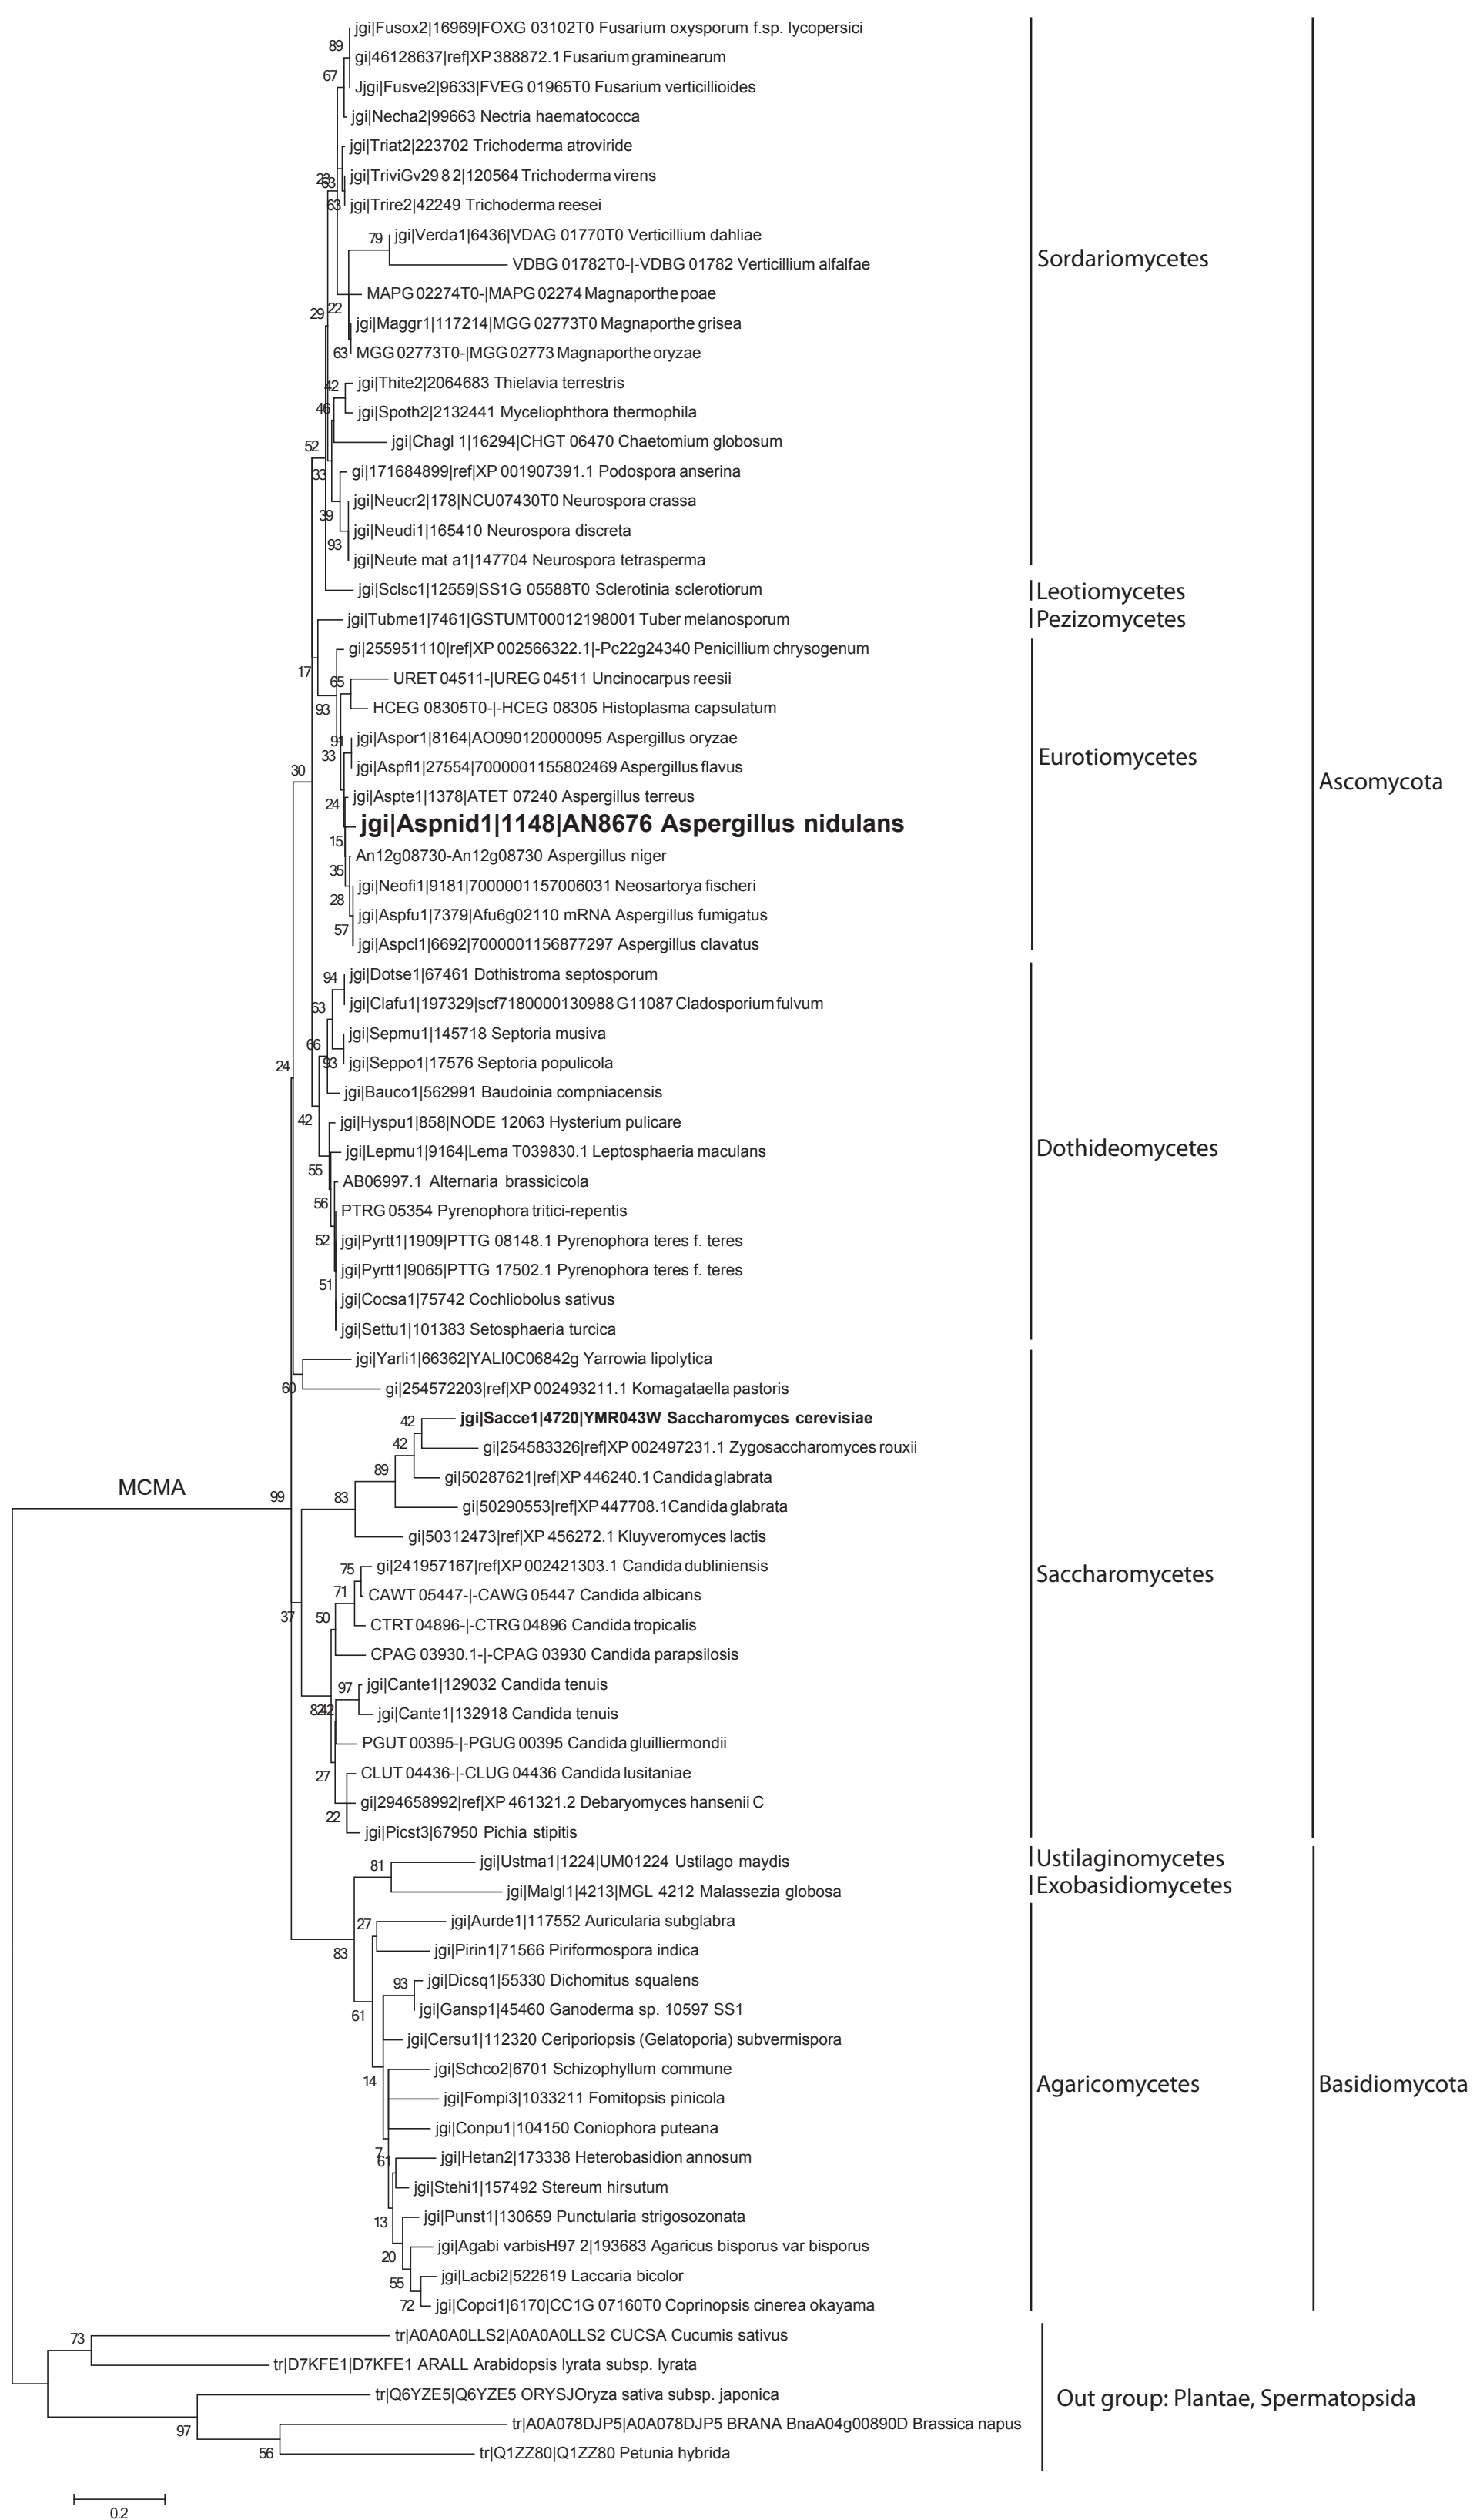 jgi|Fusox2|16969|FOXG 03102T0 Fusarium oxysporum f.sp. lycopersici
89
gi|46128637|ref|XP 388872.1 Fusarium graminearum
67
Jjgi|Fusve2|9633|FVEG 01965T0 Fusarium verticillioides
jgi|Necha2|99663 Nectria haematococca
jgi|Triat2|223702 Trichoderma atroviride
jgi|TriviGv29 8 2|120564 Trichoderma virens
23
63
jgi|Trire2|42249 Trichoderma reesei
63
jgi|Verda1|6436|VDAG 01770T0 Verticillium dahliae
79
Sordariomycetes
VDBG 01782T0-|-VDBG 01782 Verticillium alfalfae
MAPG 02274T0-|MAPG 02274 Magnaporthe poae
22
29
jgi|Maggr1|117214|MGG 02773T0 Magnaporthe grisea
63
MGG 02773T0-|MGG 02773 Magnaporthe oryzae
jgi|Thite2|2064683 Thielavia terrestris
42
46
jgi|Spoth2|2132441 Myceliophthora thermophila
jgi|Chagl 1|16294|CHGT 06470 Chaetomium globosum
52
33
gi|171684899|ref|XP 001907391.1 Podospora anserina
jgi|Neucr2|178|NCU07430T0 Neurospora crassa
39
jgi|Neudi1|165410 Neurospora discreta
93
jgi|Neute mat a1|147704 Neurospora tetrasperma
jgi|Sclsc1|12559|SS1G 05588T0 Sclerotinia sclerotiorum
Leotiomycetes
jgi|Tubme1|7461|GSTUMT00012198001 Tuber melanosporum
Pezizomycetes
gi|255951110|ref|XP 002566322.1|-Pc22g24340 Penicillium chrysogenum
17
65
URET 04511-|UREG 04511 Uncinocarpus reesii
93
HCEG 08305T0-|-HCEG 08305 Histoplasma capsulatum
91
jgi|Aspor1|8164|AO090120000095 Aspergillus oryzae
33
Eurotiomycetes
30
jgi|Aspfl1|27554|7000001155802469 Aspergillus flavus
Ascomycota
jgi|Aspte1|1378|ATET 07240 Aspergillus terreus
24
jgi|Aspnid1|1148|AN8676 Aspergillus nidulans
15
An12g08730-An12g08730 Aspergillus niger
35
jgi|Neofi1|9181|7000001157006031 Neosartorya fischeri
28
jgi|Aspfu1|7379|Afu6g02110 mRNA Aspergillus fumigatus
57
jgi|Aspcl1|6692|7000001156877297 Aspergillus clavatus
94
jgi|Dotse1|67461 Dothistroma septosporum
63
jgi|Clafu1|197329|scf7180000130988 G11087 Cladosporium fulvum
jgi|Sepmu1|145718 Septoria musiva
66
24
93
jgi|Seppo1|17576 Septoria populicola
jgi|Bauco1|562991 Baudoinia compniacensis
42
jgi|Hyspu1|858|NODE 12063 Hysterium pulicare
Dothideomycetes
jgi|Lepmu1|9164|Lema T039830.1 Leptosphaeria maculans
55
AB06997.1 Alternaria brassicicola
56
PTRG 05354 Pyrenophora tritici-repentis
52
jgi|Pyrtt1|1909|PTTG 08148.1 Pyrenophora teres f. teres
jgi|Pyrtt1|9065|PTTG 17502.1 Pyrenophora teres f. teres
51
jgi|Cocsa1|75742 Cochliobolus sativus
jgi|Settu1|101383 Setosphaeria turcica
jgi|Yarli1|66362|YALI0C06842g Yarrowia lipolytica
60
gi|254572203|ref|XP 002493211.1 Komagataella pastoris
42
jgi|Sacce1|4720|YMR043W Saccharomyces cerevisiae
42
gi|254583326|ref|XP 002497231.1 Zygosaccharomyces rouxii
89
gi|50287621|ref|XP 446240.1 Candida glabrata
MCMA
99
83
gi|50290553|ref|XP 447708.1Candida glabrata
gi|50312473|ref|XP 456272.1 Kluyveromyces lactis
75
gi|241957167|ref|XP 002421303.1 Candida dubliniensis
Saccharomycetes
71
CAWT 05447-|-CAWG 05447 Candida albicans
37
50
CTRT 04896-|-CTRG 04896 Candida tropicalis
CPAG 03930.1-|-CPAG 03930 Candida parapsilosis
97
jgi|Cante1|129032 Candida tenuis
jgi|Cante1|132918 Candida tenuis
PGUT 00395-|-PGUG 00395 Candida gluilliermondii
27
CLUT 04436-|-CLUG 04436 Candida lusitaniae
gi|294658992|ref|XP 461321.2 Debaryomyces hansenii C
22
jgi|Picst3|67950 Pichia stipitis
81
jgi|Ustma1|1224|UM01224 Ustilago maydis
Ustilaginomycetes
jgi|Malgl1|4213|MGL 4212 Malassezia globosa
Exobasidiomycetes
27
jgi|Aurde1|117552 Auricularia subglabra
83
jgi|Pirin1|71566 Piriformospora indica
93
jgi|Dicsq1|55330 Dichomitus squalens
61
jgi|Gansp1|45460 Ganoderma sp. 10597 SS1
jgi|Cersu1|112320 Ceriporiopsis (Gelatoporia) subvermispora
jgi|Schco2|6701 Schizophyllum commune
14
Agaricomycetes
Basidiomycota
jgi|Fompi3|1033211 Fomitopsis pinicola
jgi|Conpu1|104150 Coniophora puteana
7
61
jgi|Hetan2|173338 Heterobasidion annosum
jgi|Stehi1|157492 Stereum hirsutum
13
jgi|Punst1|130659 Punctularia strigosozonata
20
jgi|Agabi varbisH97 2|193683 Agaricus bisporus var bisporus
55
jgi|Lacbi2|522619 Laccaria bicolor
72
jgi|Copci1|6170|CC1G 07160T0 Coprinopsis cinerea okayama
73
tr|A0A0A0LLS2|A0A0A0LLS2 CUCSA Cucumis sativus
tr|D7KFE1|D7KFE1 ARALL Arabidopsis lyrata subsp. lyrata
tr|Q6YZE5|Q6YZE5 ORYSJOryza sativa subsp. japonica
Out group: Plantae, Spermatopsida
97
tr|A0A078DJP5|A0A078DJP5 BRANA BnaA04g00890D Brassica napus
56
tr|Q1ZZ80|Q1ZZ80 Petunia hybrida
0.2